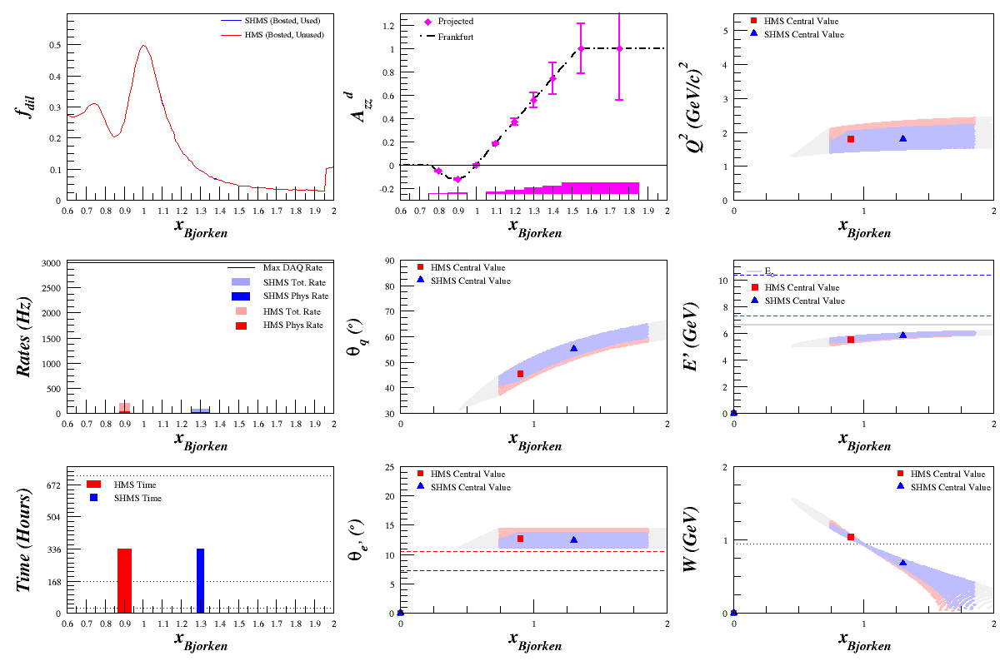 SHMS (Bosted, Used)
HMS (Bosted, Unused)
0.5
0.4
0.3
0.2
0.1
0
0.6 0.7 0.8 0.9 1 1.1 1.2 1.3 1.4 1.5 1.6 1.7 1.8 1.9 2
f_dil
x_Bjorken
Projected
Frankfurt
1.2
1
0.8
0.6
0.4
0.2
0
-0.2
0.6 0.7 0.8 0.9 1 1.1 1.2 1.3 1.4 1.5 1.6 1.7 1.8 1.9 2
A_zz^d
x_Bjorken
HMS Central Value
SHMS Central Value
5
4
3
2
1
0
0 1 2
Q^2 (GeV/c)^2
x_Bjorken
Max DAQ Rate
SHMS Tot. Rate
SHMS Phys Rate
HMS Tot. Rate
HMS Phys Rate
3000
2500
2000
1500
1000
500
0
0.6 0.7 0.8 0.9 1 1.1 1.2 1.3 1.4 1.5 1.6 1.7 1.8 1.9 2
Rates (Hz)
x_Bjorken
HMS Central Value
SHMS Central Value
90
80
70
60
50
40
30
0 1 2
θ_q (°)
x_Bjorken
E_o
HMS Central Value
SHMS Central Value
10
8
6
4
2
0
0 1 2
E' (GeV)
x_Bjorken
HMS Time
SHMS Time
672
504
336
168
0
0.6 0.7 0.8 0.9 1 1.1 1.2 1.3 1.4 1.5 1.6 1.7 1.8 1.9 2
Time (Hours)
x_Bjorken
HMS Central Value
SHMS Central Value
25
20
15
10
5
0
0 1 2
θ_e' (°)
x_Bjorken
HMS Central Value
SHMS Central Value
2
1
0
0 1 2
W (GeV)
x_Bjorken